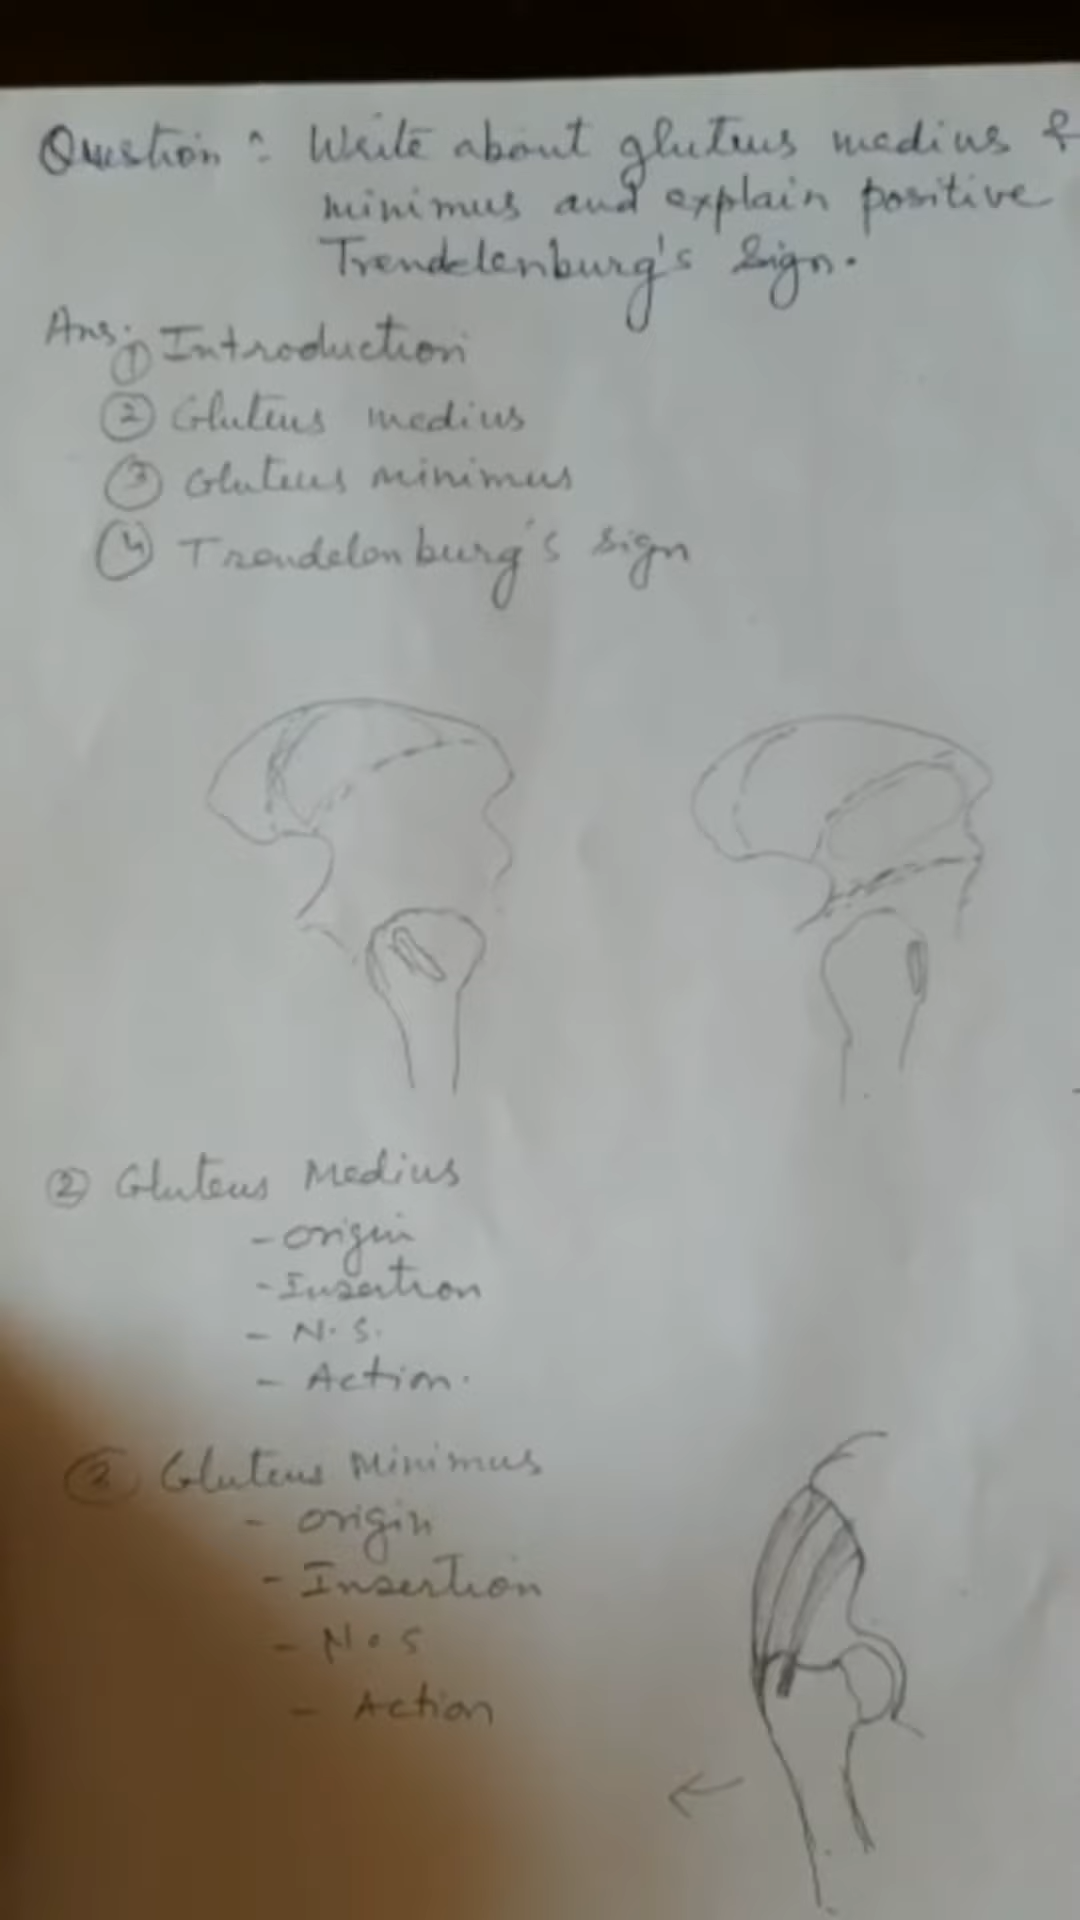 Question : Write about gluteus medius &
minimus and explain positive
Trendelenburg's Sign.
Ans:
① Introduction
② Gluteus medius
③ Gluteus minimus
④ Trendelenburg's sign
② Gluteus Medius
- origin
- Insertion
- N.S.
- Action.
③ Gluteus Minimus
- origin
- Insertion
- N.S
- Action